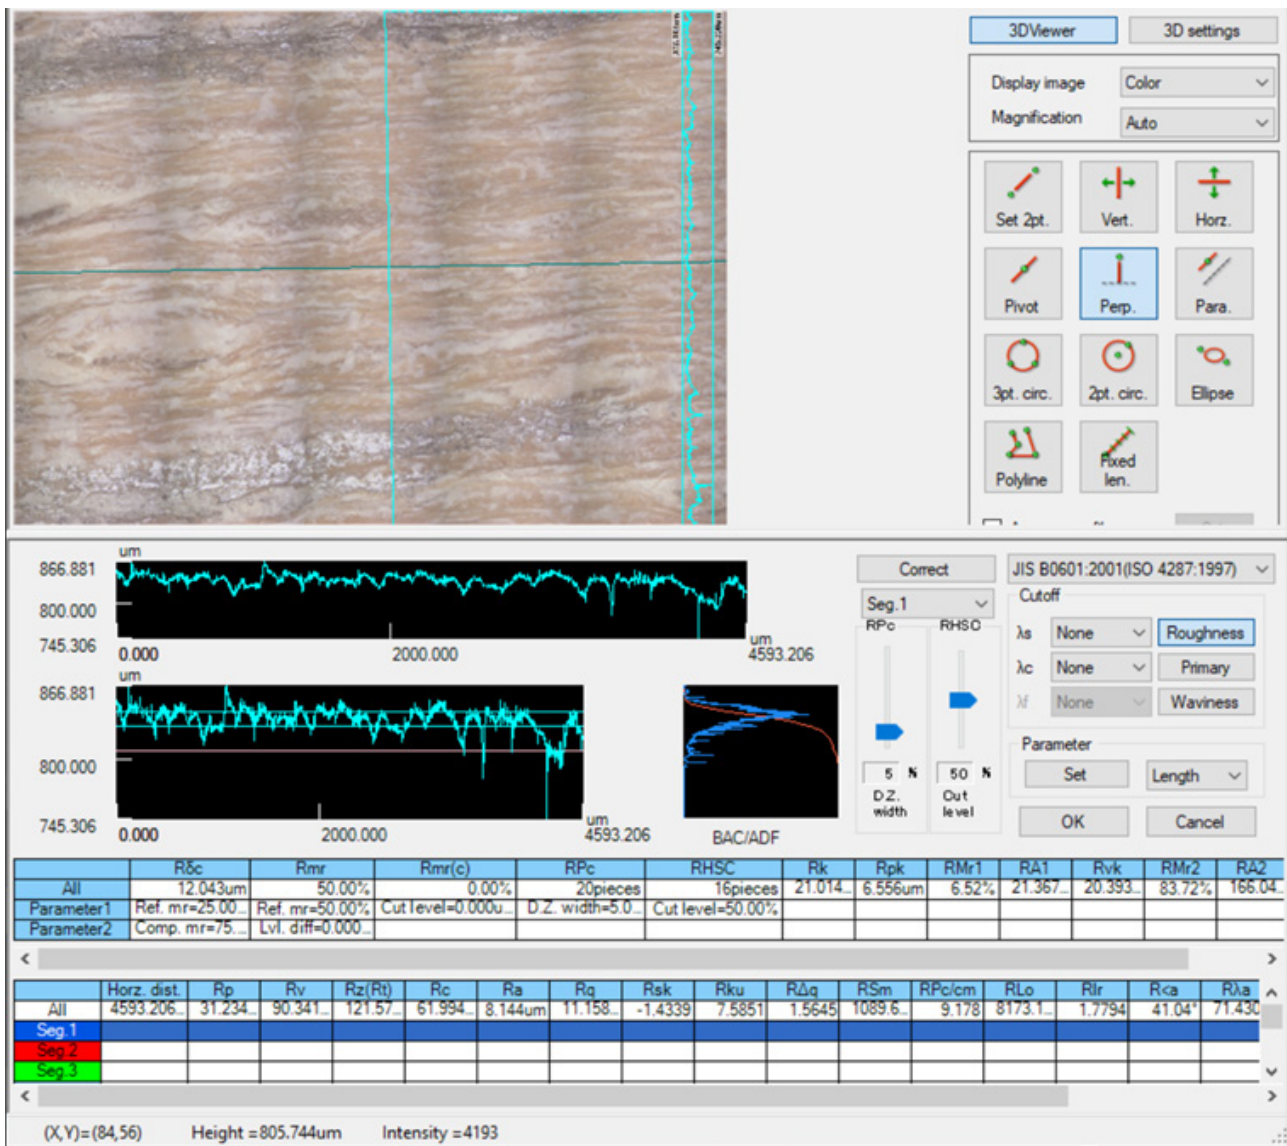 3DViewer 3D settings
Display image Color
Magnification Auto
Set 2pt. Vert. Horz.
Pivot Perp. Para.
3pt. circ. 2pt. circ. Ellipse
Polyline Fixed len.
um
866.881
800.000
745.306
0.000 2000.000 4593.206
um
um
866.881
800.000
745.306
0.000 2000.000 4593.206
um
BAC/ADF
Correct
Seg.1
RPc RHSC
5 % 50 %
D.Z. width Cut level
JIS B0601:2001(ISO 4287:1997)
Cutoff
λs None Roughness
λc None Primary
λf None Waviness
Parameter
Set Length
OK Cancel
Rδc Rmr Rmr(c) RPc RHSC Rk Rpk RMr1 RA1 Rvk RMr2 RA2
All 12.043um 50.00% 0.00% 20pieces 16pieces 21.014... 6.556um 6.52% 21.367... 20.393... 83.72% 166.04...
Parameter1 Ref. mr=25.00... Ref. mr=50.00% Cut level=0.000u... D.Z. width=5.0... Cut level=50.00%
Parameter2 Comp. mr=75.... Lvl. diff=0.000...
Horz. dist. Rp Rv Rz(Rt) Rc Ra Rq Rsk Rku RΔq RSm RPc/cm RLo RIr R<a Rλa
All 4593.206... 31.234... 90.341... 121.57... 61.994... 8.144um 11.158... -1.4339 7.5851 1.5645 1089.6... 9.178 8173.1... 1.7794 41.04° 71.430
Seg.1
Seg.2
Seg.3
(X,Y)=(84,56) Height =805.744um Intensity =4193